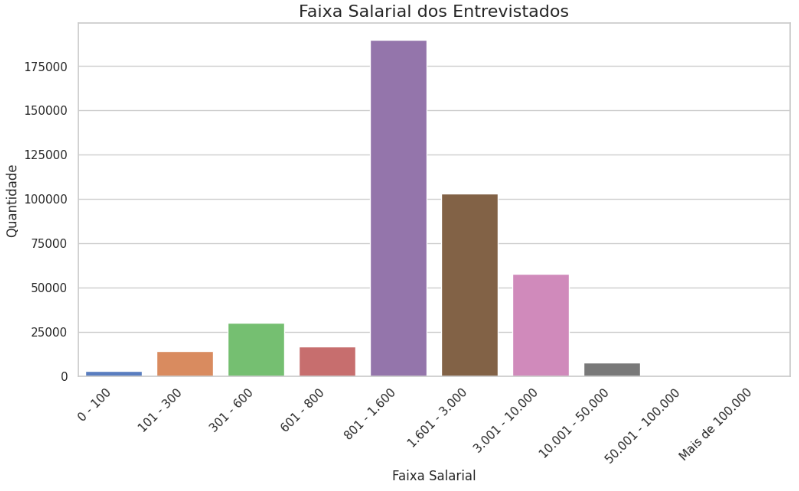 Faixa Salarial dos Entrevistados
Quantidade
175000
150000
125000
100000
75000
50000
25000
0
0 - 100
101 - 300
301 - 600
601 - 800
801 - 1.600
1.601 - 3.000
3.001 - 10.000
10.001 - 50.000
50.001 - 100.000
Mais de 100.000
Faixa Salarial